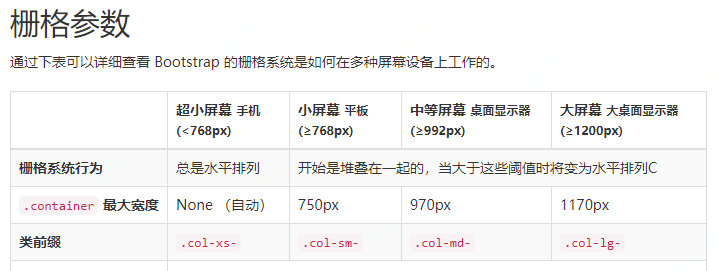 栅格参数
通过下表可以详细查看 Bootstrap 的栅格系统是如何在多种屏幕设备上工作的。
超小屏幕 手机 (<768px) 小屏幕 平板 (≥768px) 中等屏幕 桌面显示器 (≥992px) 大屏幕 大桌面显示器 (≥1200px)
栅格系统行为 总是水平排列 开始是堆叠在一起的，当大于这些阈值时将变为水平排列C
.container 最大宽度 None （自动） 750px 970px 1170px
类前缀 .col-xs- .col-sm- .col-md- .col-lg-